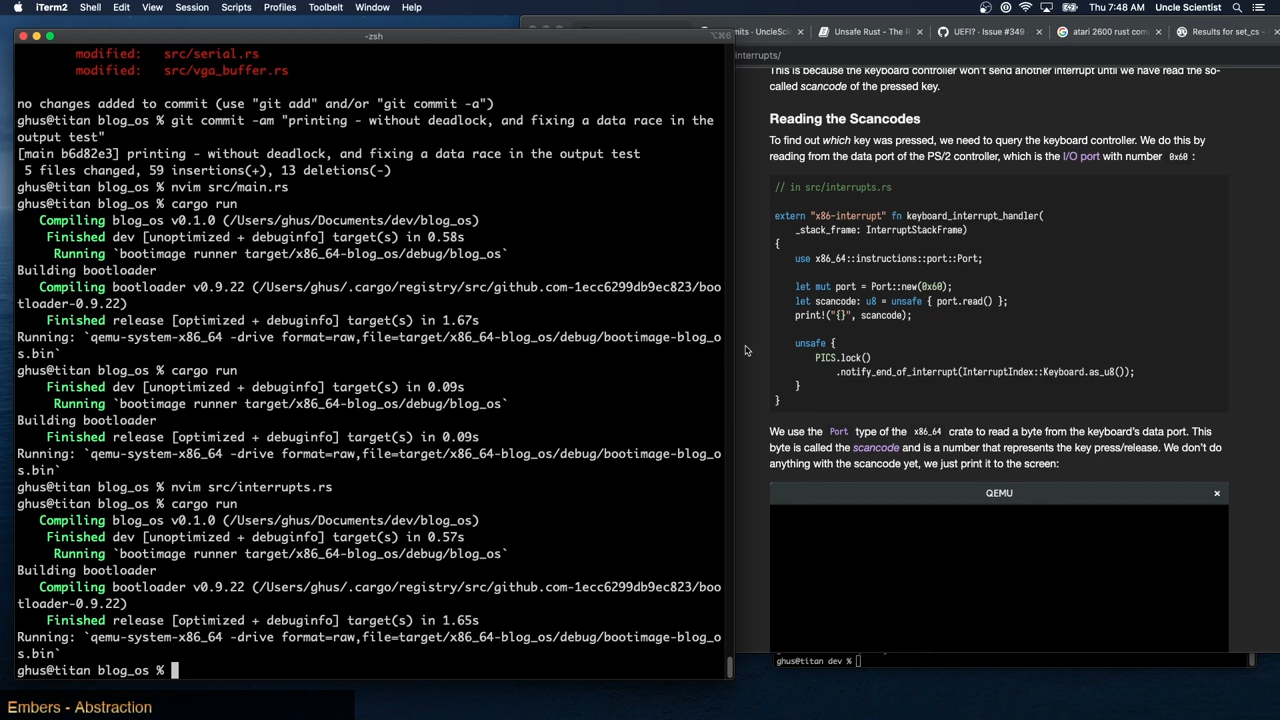 iTerm2 Shell Edit View Session Scripts Profiles Toolbelt Window Help
Thu 7:48 AM Uncle Scientist
-zsh
⌥⌘6
modified: src/serial.rs
modified: src/vga_buffer.rs
no changes added to commit (use "git add" and/or "git commit -a")
ghus@titan blog_os % git commit -am "printing - without deadlock, and fixing a data race in the
output test"
[main b6d82e3] printing - without deadlock, and fixing a data race in the output test
5 files changed, 59 insertions(+), 13 deletions(-)
ghus@titan blog_os % nvim src/main.rs
ghus@titan blog_os % cargo run
Compiling blog_os v0.1.0 (/Users/ghus/Documents/dev/blog_os)
Finished dev [unoptimized + debuginfo] target(s) in 0.58s
Running `bootimage runner target/x86_64-blog_os/debug/blog_os`
Building bootloader
Compiling bootloader v0.9.22 (/Users/ghus/.cargo/registry/src/github.com-1ecc6299db9ec823/boo
tloader-0.9.22)
Finished release [optimized + debuginfo] target(s) in 1.67s
Running: `qemu-system-x86_64 -drive format=raw,file=target/x86_64-blog_os/debug/bootimage-blog_o
s.bin`
ghus@titan blog_os % cargo run
Finished dev [unoptimized + debuginfo] target(s) in 0.09s
Running `bootimage runner target/x86_64-blog_os/debug/blog_os`
Building bootloader
Finished release [optimized + debuginfo] target(s) in 0.09s
Running: `qemu-system-x86_64 -drive format=raw,file=target/x86_64-blog_os/debug/bootimage-blog_o
s.bin`
ghus@titan blog_os % nvim src/interrupts.rs
ghus@titan blog_os % cargo run
Compiling blog_os v0.1.0 (/Users/ghus/Documents/dev/blog_os)
Finished dev [unoptimized + debuginfo] target(s) in 0.57s
Running `bootimage runner target/x86_64-blog_os/debug/blog_os`
Building bootloader
Compiling bootloader v0.9.22 (/Users/ghus/.cargo/registry/src/github.com-1ecc6299db9ec823/boo
tloader-0.9.22)
Finished release [optimized + debuginfo] target(s) in 1.65s
Running: `qemu-system-x86_64 -drive format=raw,file=target/x86_64-blog_os/debug/bootimage-blog_o
s.bin`
ghus@titan blog_os %
mits · UncleScie Unsafe Rust - The R UEFI? · Issue #349 atari 2600 rust com Results for set_cs -
interrupts/
This is because the keyboard controller won't send another interrupt until we have read the so-
called scancode of the pressed key.
Reading the Scancodes
To find out which key was pressed, we need to query the keyboard controller. We do this by
reading from the data port of the PS/2 controller, which is the I/O port with number 0x60 :
// in src/interrupts.rs
extern "x86-interrupt" fn keyboard_interrupt_handler(
_stack_frame: InterruptStackFrame)
{
use x86_64::instructions::port::Port;
let mut port = Port::new(0x60);
let scancode: u8 = unsafe { port.read() };
print!("{}", scancode);
unsafe {
PICS.lock()
.notify_end_of_interrupt(InterruptIndex::Keyboard.as_u8());
}
}
We use the Port type of the x86_64 crate to read a byte from the keyboard's data port. This
byte is called the scancode and is a number that represents the key press/release. We don't do
anything with the scancode yet, we just print it to the screen:
QEMU ×
ghus@titan dev %
Embers - Abstraction